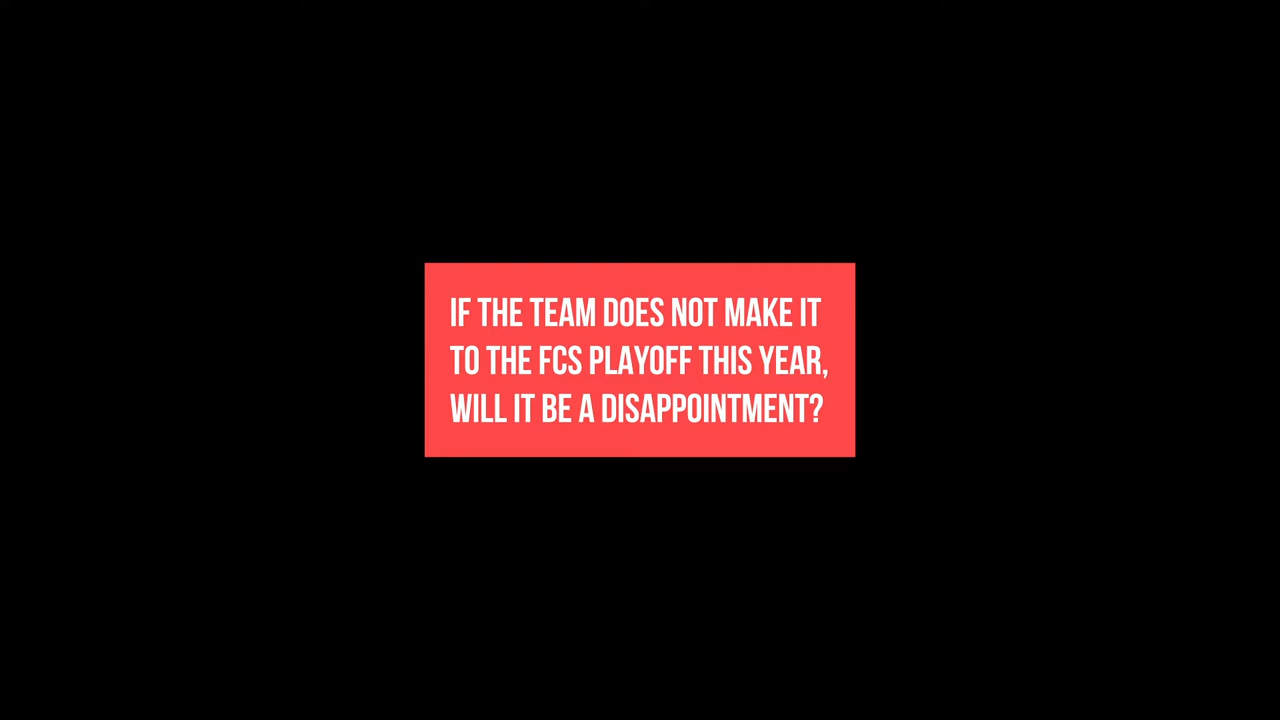 IF THE TEAM DOES NOT MAKE IT
TO THE FCS PLAYOFF THIS YEAR,
WILL IT BE A DISAPPOINTMENT?